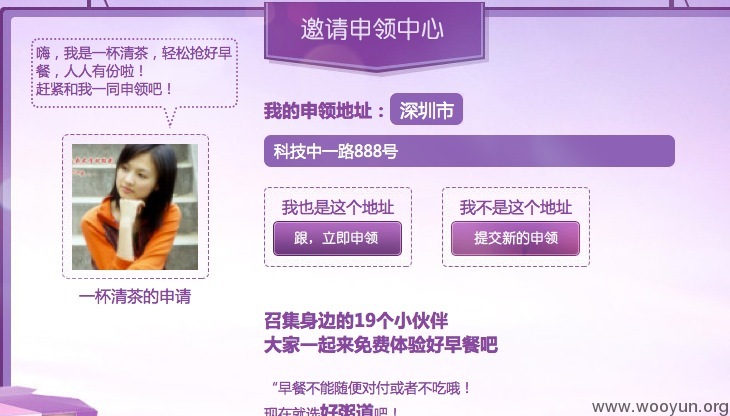 邀请申领中心
嗨，我是一杯清茶，轻松抢好早
餐，人人有份啦！
赶紧和我一同申领吧！
我的申领地址： 深圳市
科技中一路888号
我也是这个地址
跟，立即申领
我不是这个地址
提交新的申领
一杯清茶的申请
召集身边的19个小伙伴
大家一起来免费体验好早餐吧
“早餐不能随便对付或者不吃哦！
现在就选好粥道吧！
www.wooyun.org